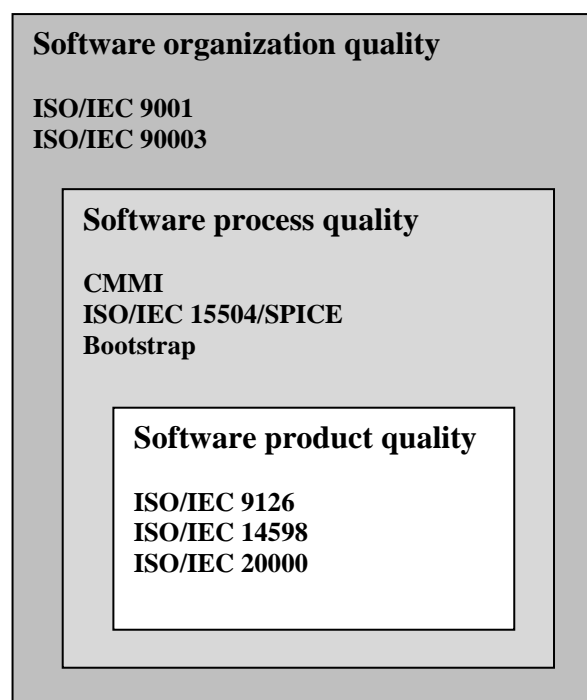 Software organization quality
ISO/IEC 9001
ISO/IEC 90003
Software process quality
CMMI
ISO/IEC 15504/SPICE
Bootstrap
Software product quality
ISO/IEC 9126
ISO/IEC 14598
ISO/IEC 20000